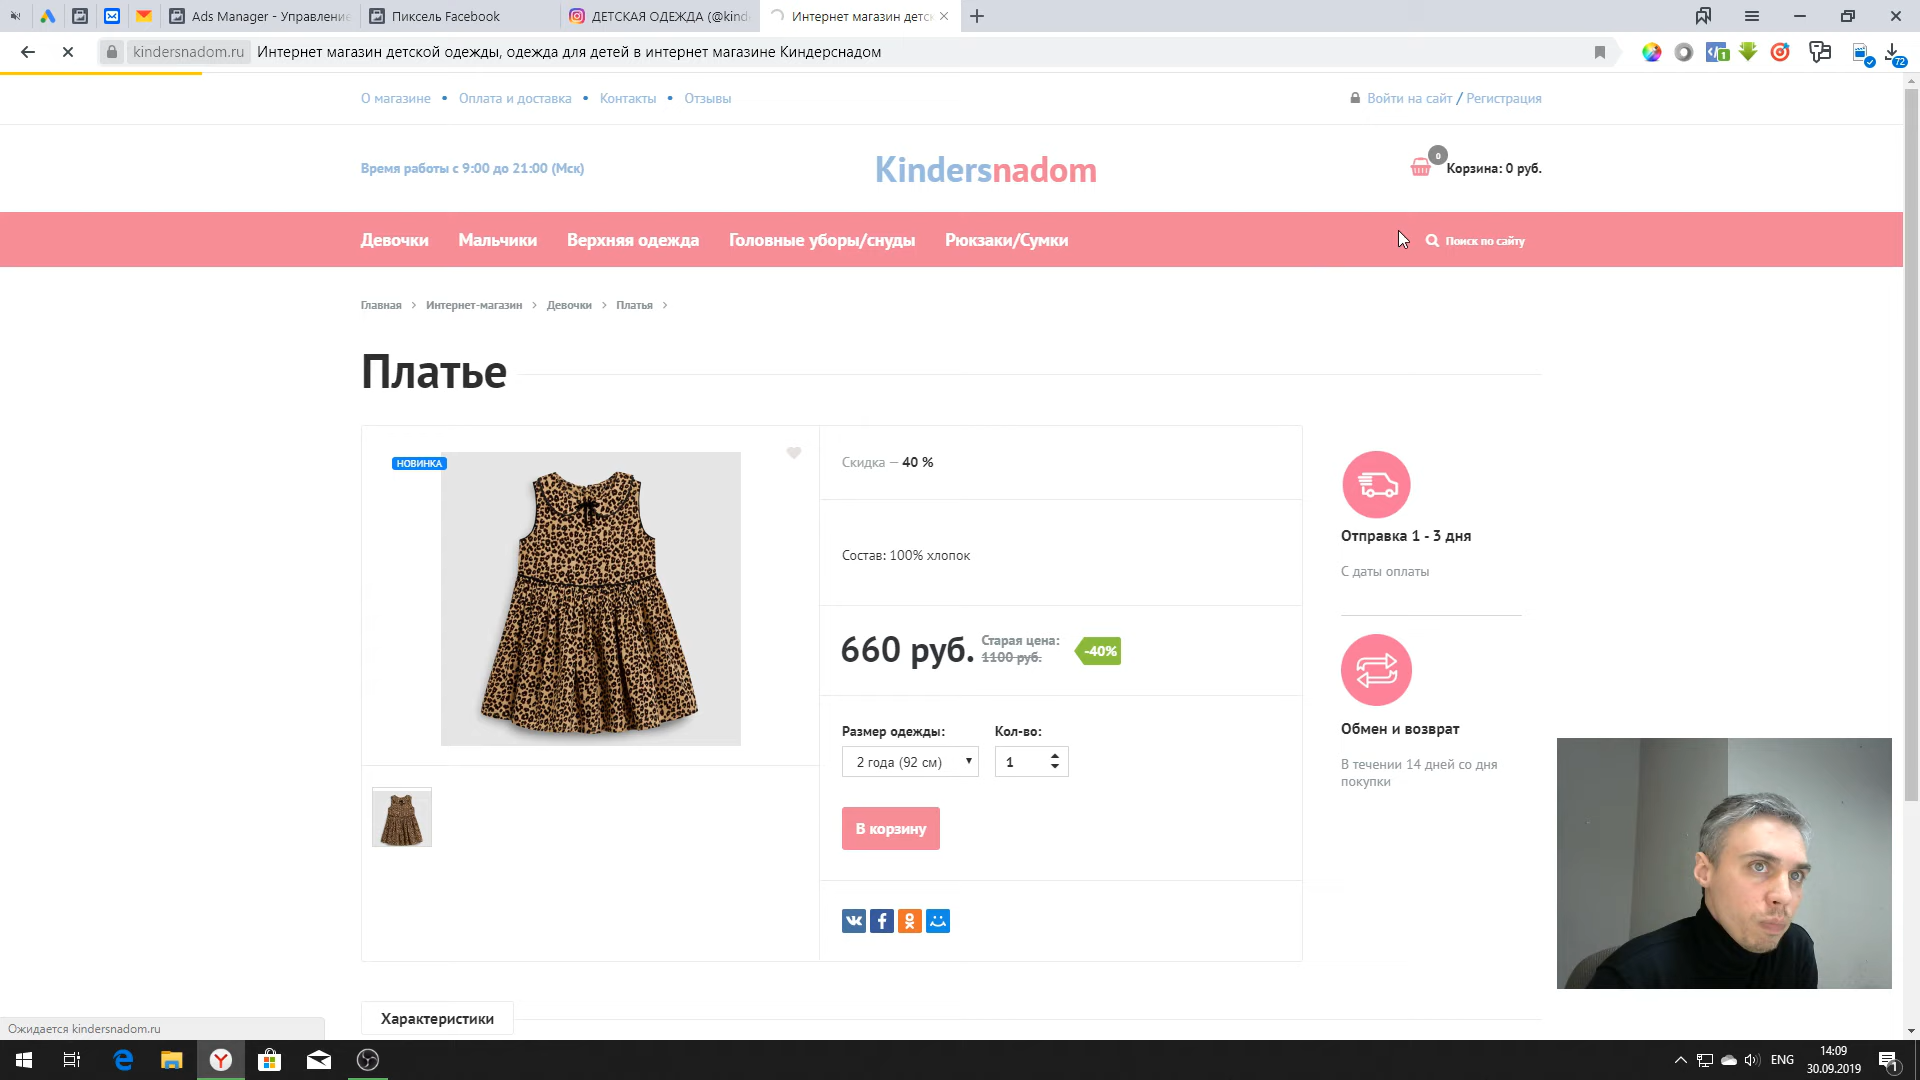 Ads Manager - Управление
Пиксель Facebook
ДЕТСКАЯ ОДЕЖДА (@kind
Интернет магазин детс
kindersnadom.ru
Интернет магазин детской одежды, одежда для детей в интернет магазине Киндерснадом
1
72
О магазине • Оплата и доставка • Контакты • Отзывы
Войти на сайт / Регистрация
Время работы с 9:00 до 21:00 (Мск)
Kindersnadom
0
Корзина: 0 руб.
Девочки Мальчики Верхняя одежда Головные уборы/снуды Рюкзаки/Сумки
Поиск по сайту
Главная > Интернет-магазин > Девочки > Платья >
Платье
НОВИНКА
Скидка — 40 %
Состав: 100% хлопок
660 руб.
Старая цена:
1100 руб.
-40%
Размер одежды:
Кол-во:
2 года (92 см)
1
В корзину
Отправка 1 - 3 дня
С даты оплаты
Обмен и возврат
В течении 14 дней со дня
покупки
Характеристики
Ожидается kindersnadom.ru
ENG
14:09
30.09.2019
1